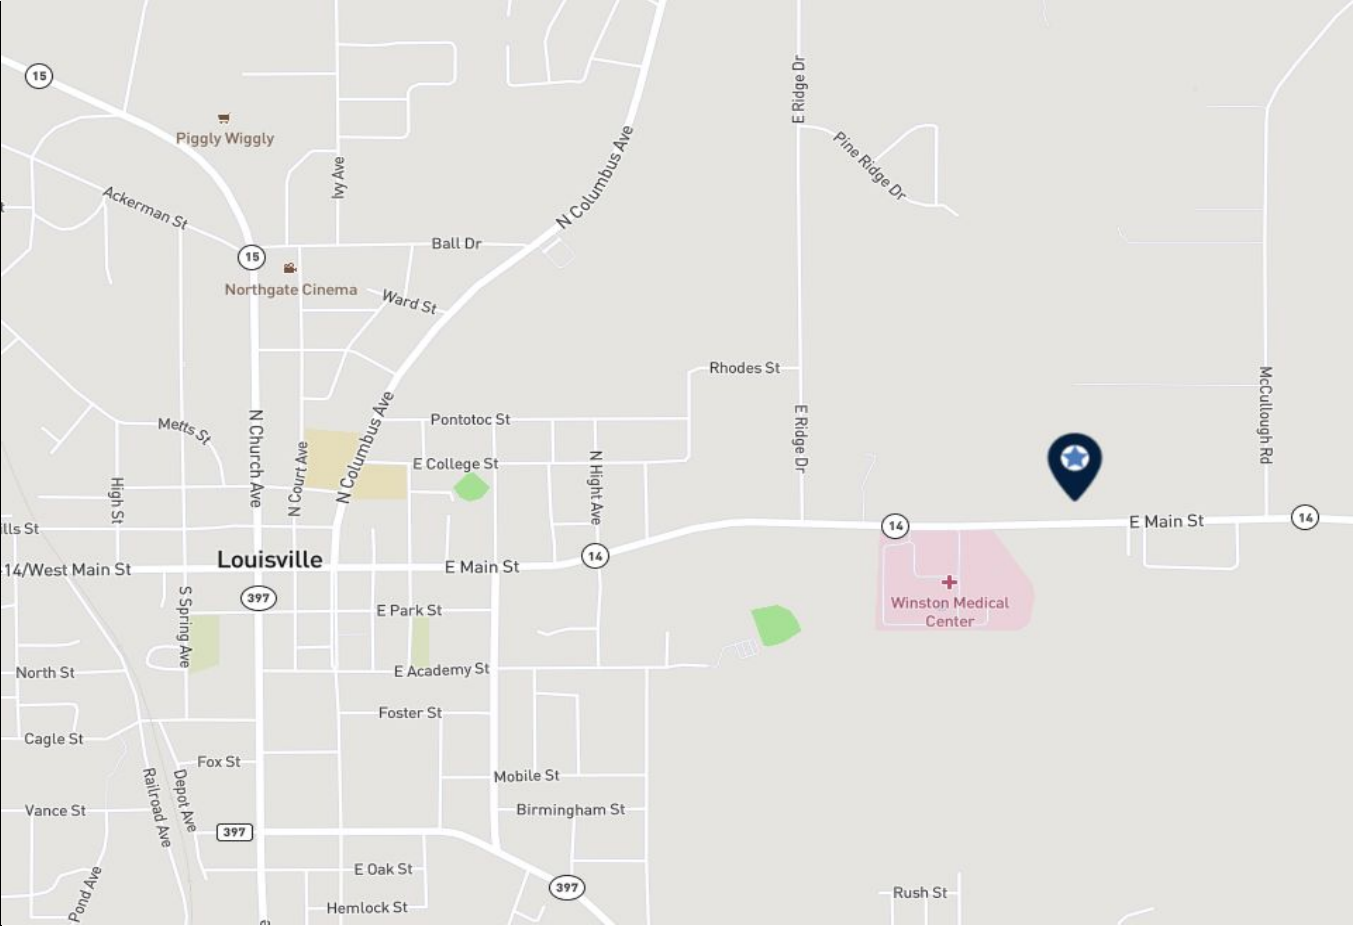 15
E Ridge Dr
Piggly Wiggly
Pine Ridge Dr
Ivy Ave
N Columbus Ave
Ackerman St
15
Ball Dr
Northgate Cinema
Ward St
Rhodes St
McCullough Rd
N Church Ave
Metts St
N Columbus Ave
Pontotoc St
E Ridge Dr
N Court Ave
E College St
N Hight Ave
High St
ills St
14
E Main St
14
Louisville
14
-14/West Main St
E Main St
397
Winston Medical
Center
S Spring Ave
E Park St
North St
E Academy St
Foster St
Cagle St
Fox St
Mobile St
Railroad Ave
Depot Ave
Vance St
Birmingham St
397
E Oak St
397
Pond Ave
Rush St
Hemlock St
e
t